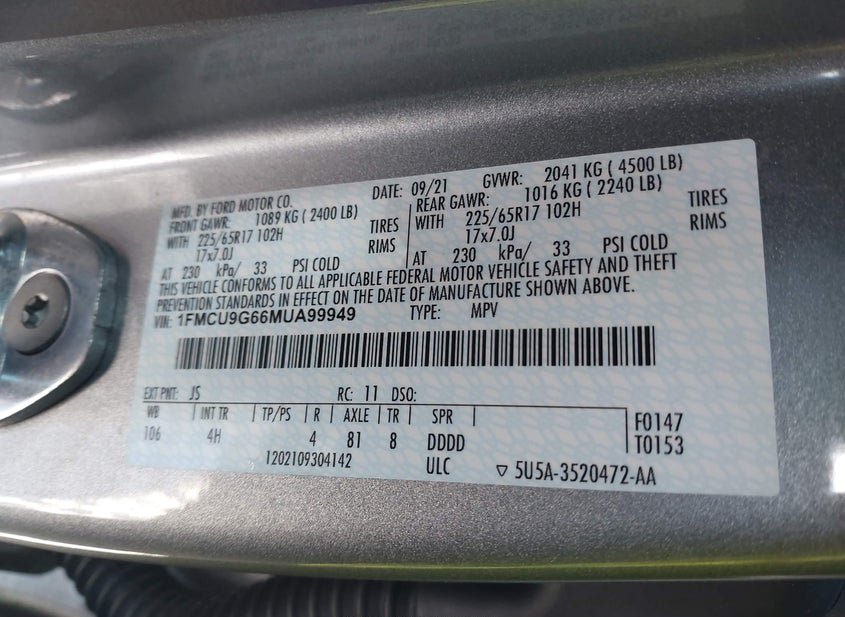 MFD. BY FORD MOTOR CO. DATE: 09/21 GVWR: 2041 KG ( 4500 LB)
FRONT GAWR: 1089 KG ( 2400 LB) REAR GAWR: 1016 KG ( 2240 LB)
WITH 225/65R17 102H TIRES WITH 225/65R17 102H TIRES
17x7.0J RIMS 17x7.0J RIMS
AT 230 kPa/ 33 PSI COLD AT 230 kPa/ 33 PSI COLD
THIS VEHICLE CONFORMS TO ALL APPLICABLE FEDERAL MOTOR VEHICLE SAFETY AND THEFT
PREVENTION STANDARDS IN EFFECT ON THE DATE OF MANUFACTURE SHOWN ABOVE.
VIN: 1FMCU9G66MUA99949 TYPE: MPV
EXT PNT: JS RC: 11 DSO:
WB INT TR TP/PS R AXLE TR SPR F0147
106 4H 4 81 8 DDDD T0153
1202109304142 ULC ▽ 5U5A-3520472-AA